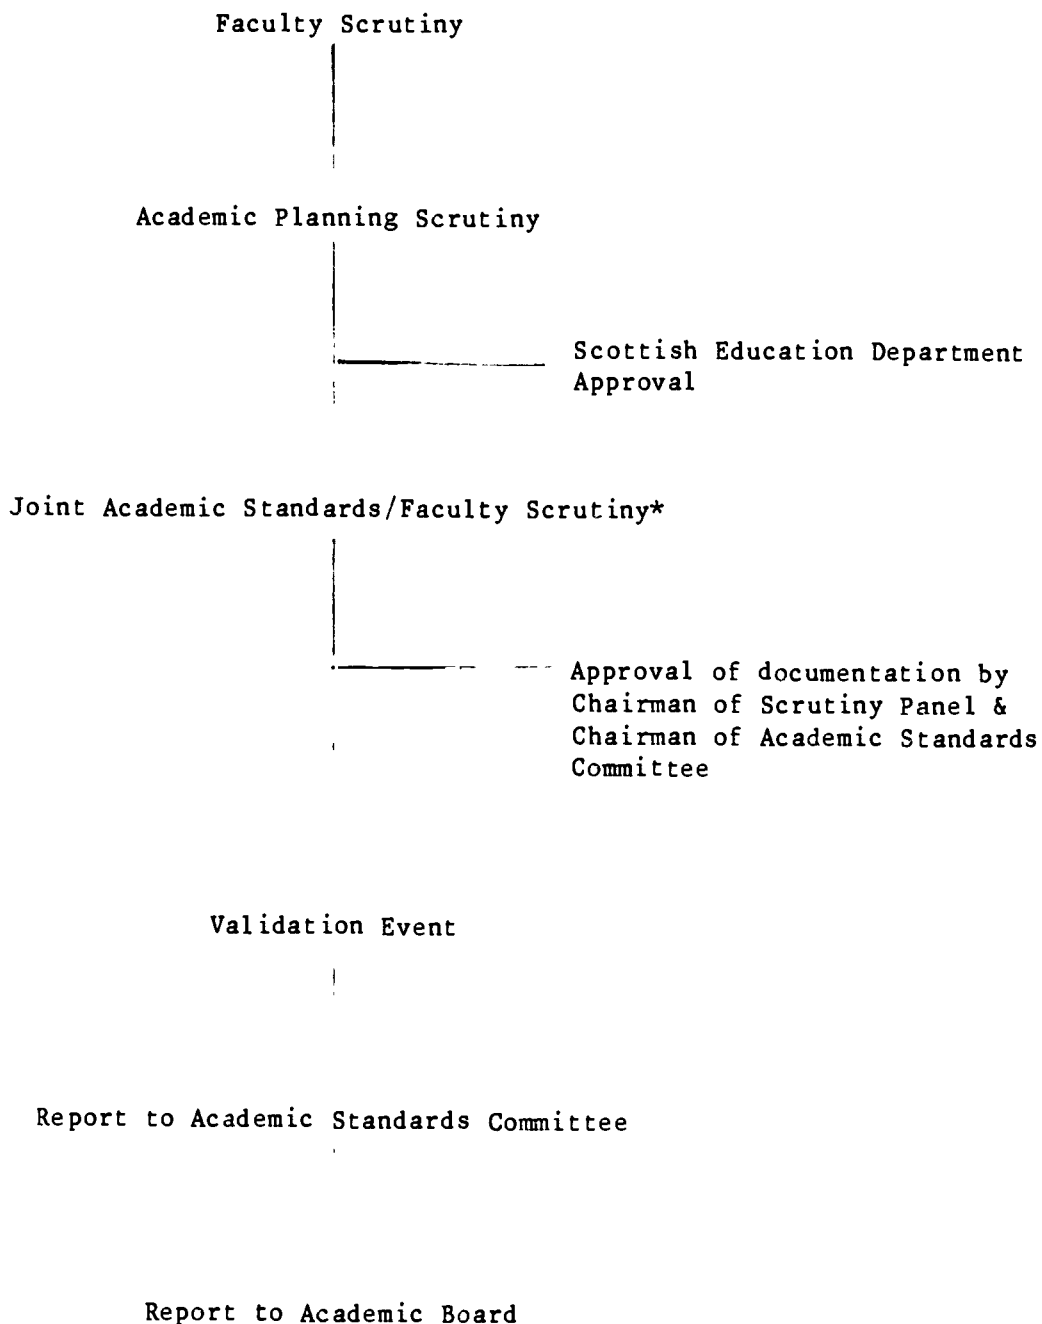 Faculty Scrutiny
Academic Planning Scrutiny
Scottish Education Department
Approval
Joint Academic Standards/Faculty Scrutiny*
Approval of documentation by
Chairman of Scrutiny Panel &
Chairman of Academic Standards
Committee
Validation Event
Report to Academic Standards Committee
Report to Academic Board